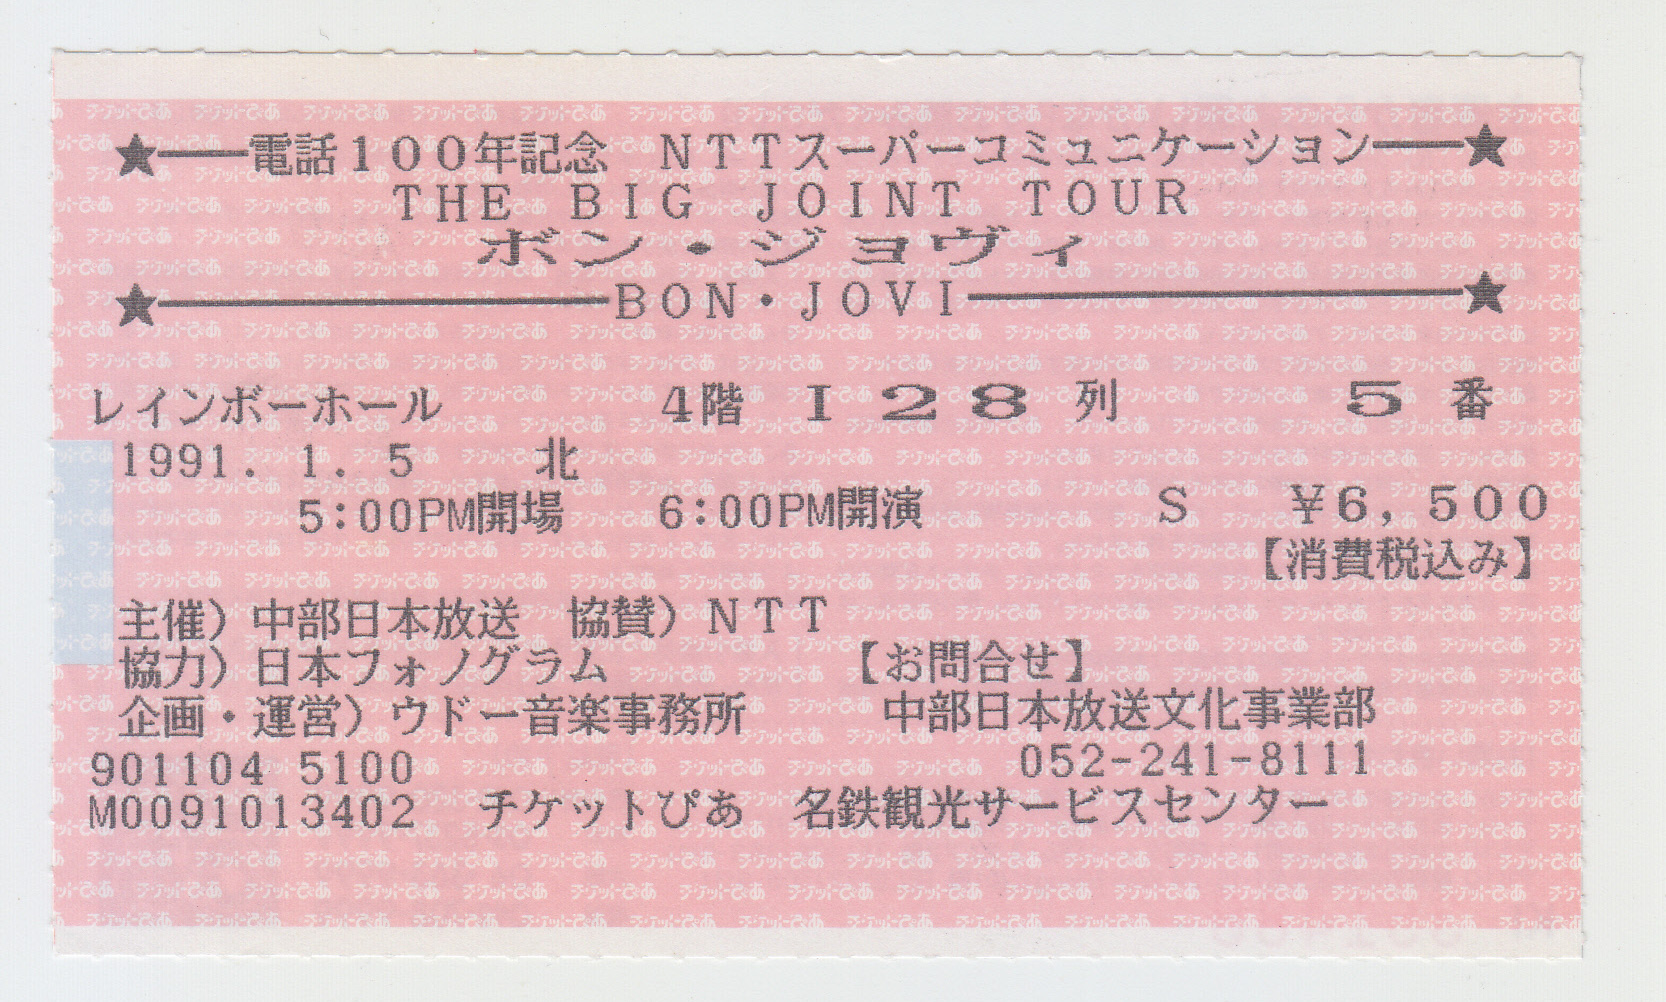 ★──電話100年記念 NTTスーパーコミュニケーション──★
THE BIG JOINT TOUR
ボン・ジョヴィ
★────────BON・JOVI────────★
レインボーホール 4階 I 28 列 5 番
1991. 1. 5 北
5:00PM開場 6:00PM開演 S ¥6,500
【消費税込み】
主催）中部日本放送 協賛）NTT
協力）日本フォノグラム 【お問合せ】
企画・運営）ウドー音楽事務所 中部日本放送文化事業部
901104 5100 052-241-8111
M0091013402 チケットぴあ 名鉄観光サービスセンター